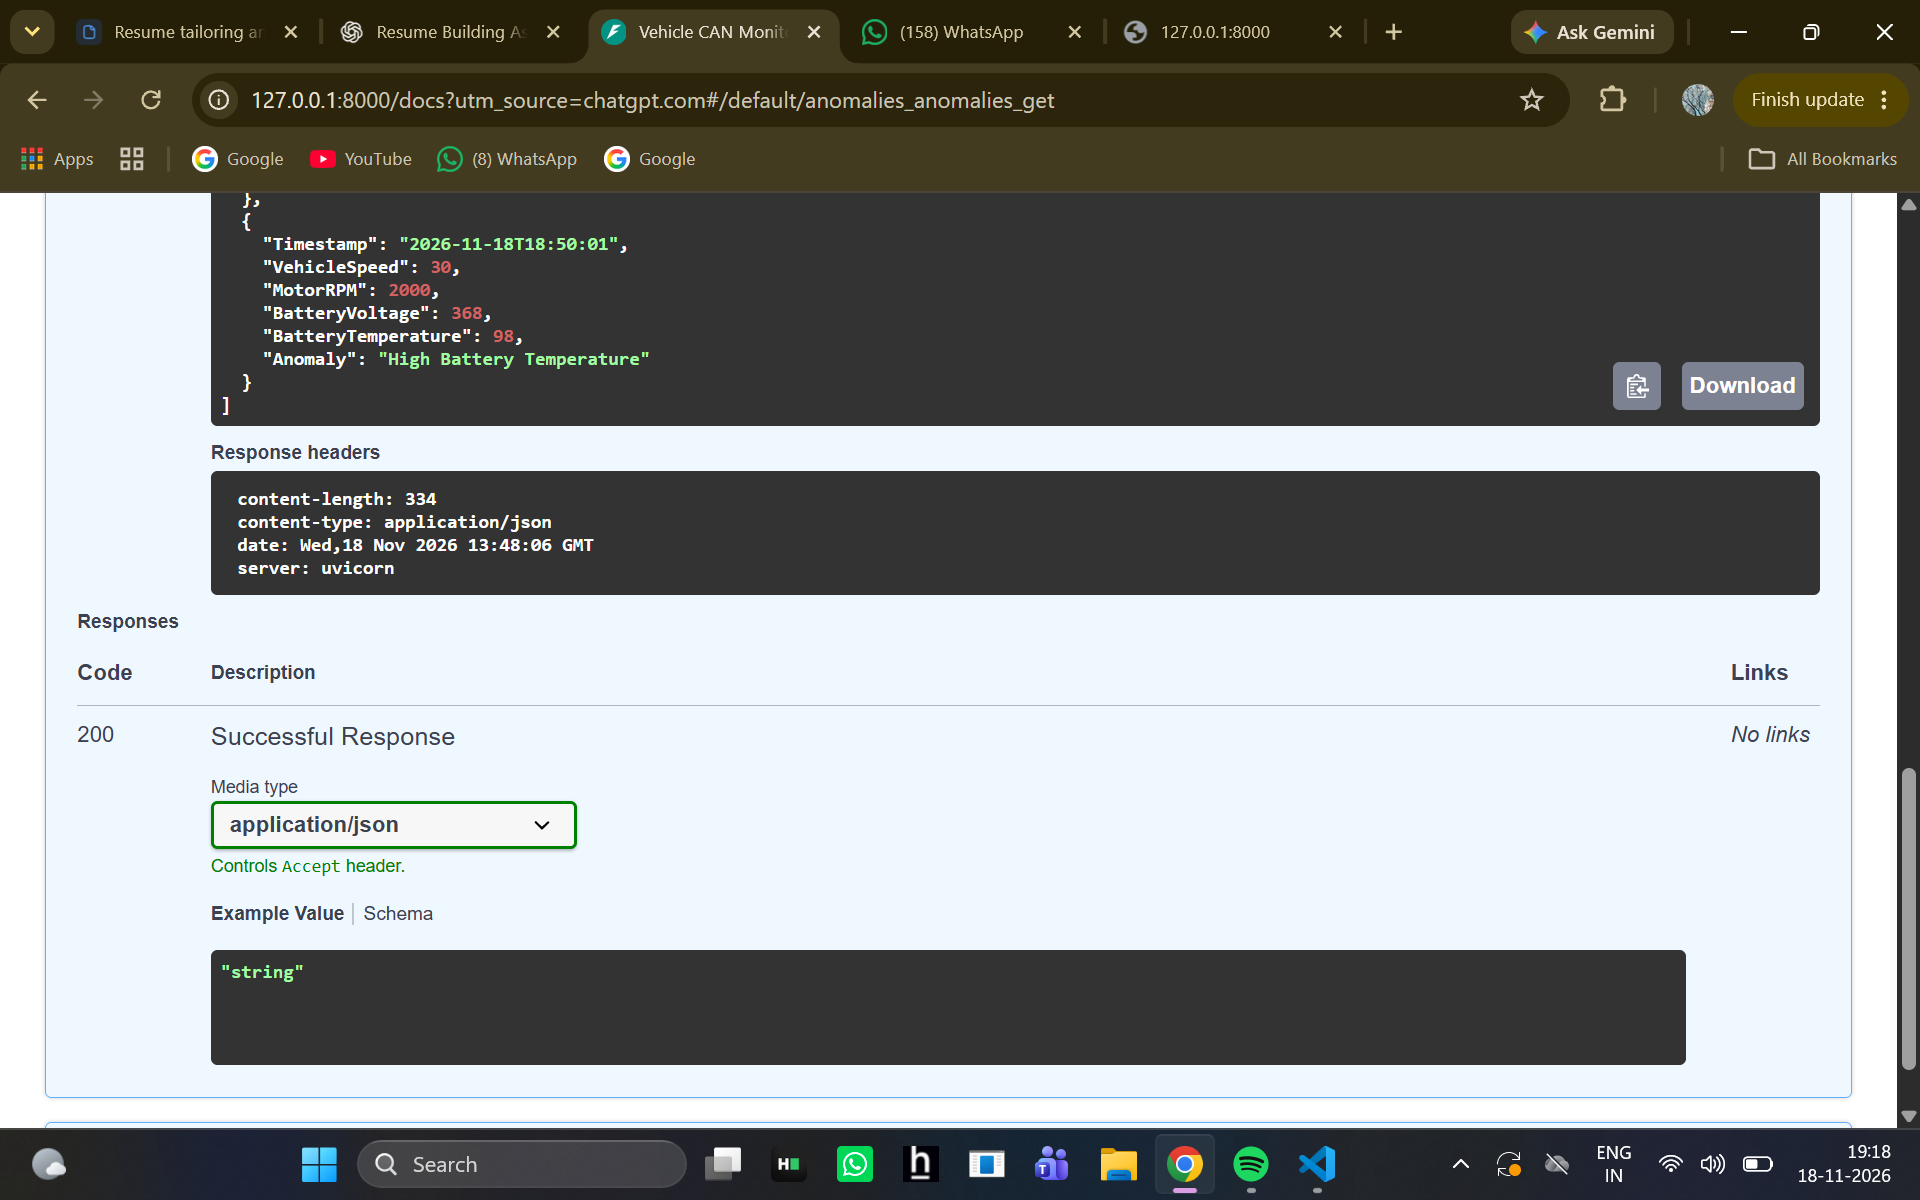 Resume tailoring ar
Resume Building As
Vehicle CAN Monit
(158) WhatsApp
127.0.0.1:8000
Ask Gemini
127.0.0.1:8000/docs?utm_source=chatgpt.com#/default/anomalies_anomalies_get
Finish update
Apps
Google
YouTube
(8) WhatsApp
Google
All Bookmarks
},
{
"Timestamp": "2026-11-18T18:50:01",
"VehicleSpeed": 30,
"MotorRPM": 2000,
"BatteryVoltage": 368,
"BatteryTemperature": 98,
"Anomaly": "High Battery Temperature"
}
]
Download
Response headers
content-length: 334
content-type: application/json
date: Wed,18 Nov 2026 13:48:06 GMT
server: uvicorn
Responses
Code Description Links
200 Successful Response No links
Media type
application/json
Controls Accept header.
Example Value Schema
"string"
Search
H
h
T
ENG
IN
19:18
18-11-2026